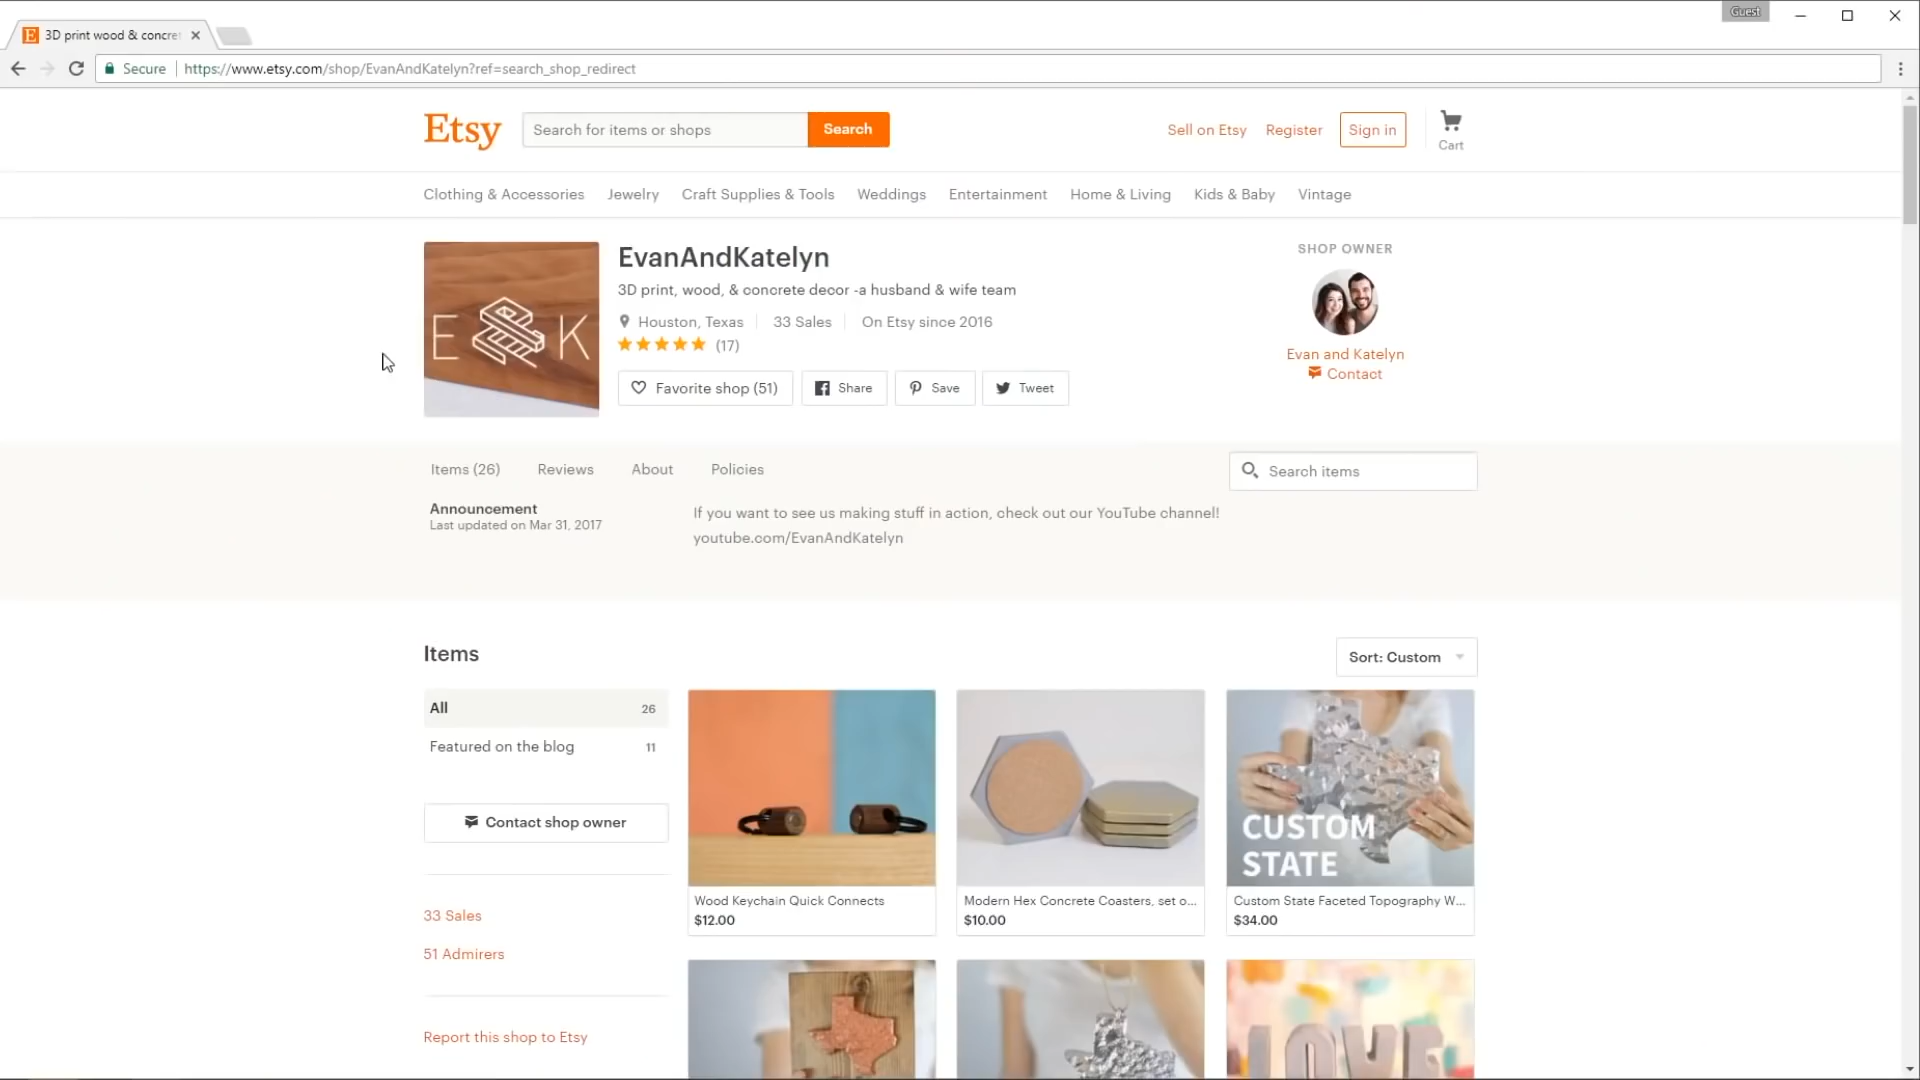 Guest
3D print wood & concret
Secure
https://www.etsy.com/shop/EvanAndKatelyn?ref=search_shop_redirect
Etsy
Search for items or shops
Search
Sell on Etsy
Register
Sign in
Cart
Clothing & Accessories
Jewelry
Craft Supplies & Tools
Weddings
Entertainment
Home & Living
Kids & Baby
Vintage
E & K
EvanAndKatelyn
3D print, wood, & concrete decor -a husband & wife team
Houston, Texas
33 Sales
On Etsy since 2016
(17)
Favorite shop (51)
Share
Save
Tweet
SHOP OWNER
Evan and Katelyn
Contact
Items (26)
Reviews
About
Policies
Search items
Announcement
Last updated on Mar 31, 2017
If you want to see us making stuff in action, check out our YouTube channel!
youtube.com/EvanAndKatelyn
Items
Sort: Custom
All 26
Featured on the blog 11
Contact shop owner
33 Sales
51 Admirers
Report this shop to Etsy
Wood Keychain Quick Connects
$12.00
Modern Hex Concrete Coasters, set o...
$10.00
CUSTOM
STATE
Custom State Faceted Topography W...
$34.00
LOVE